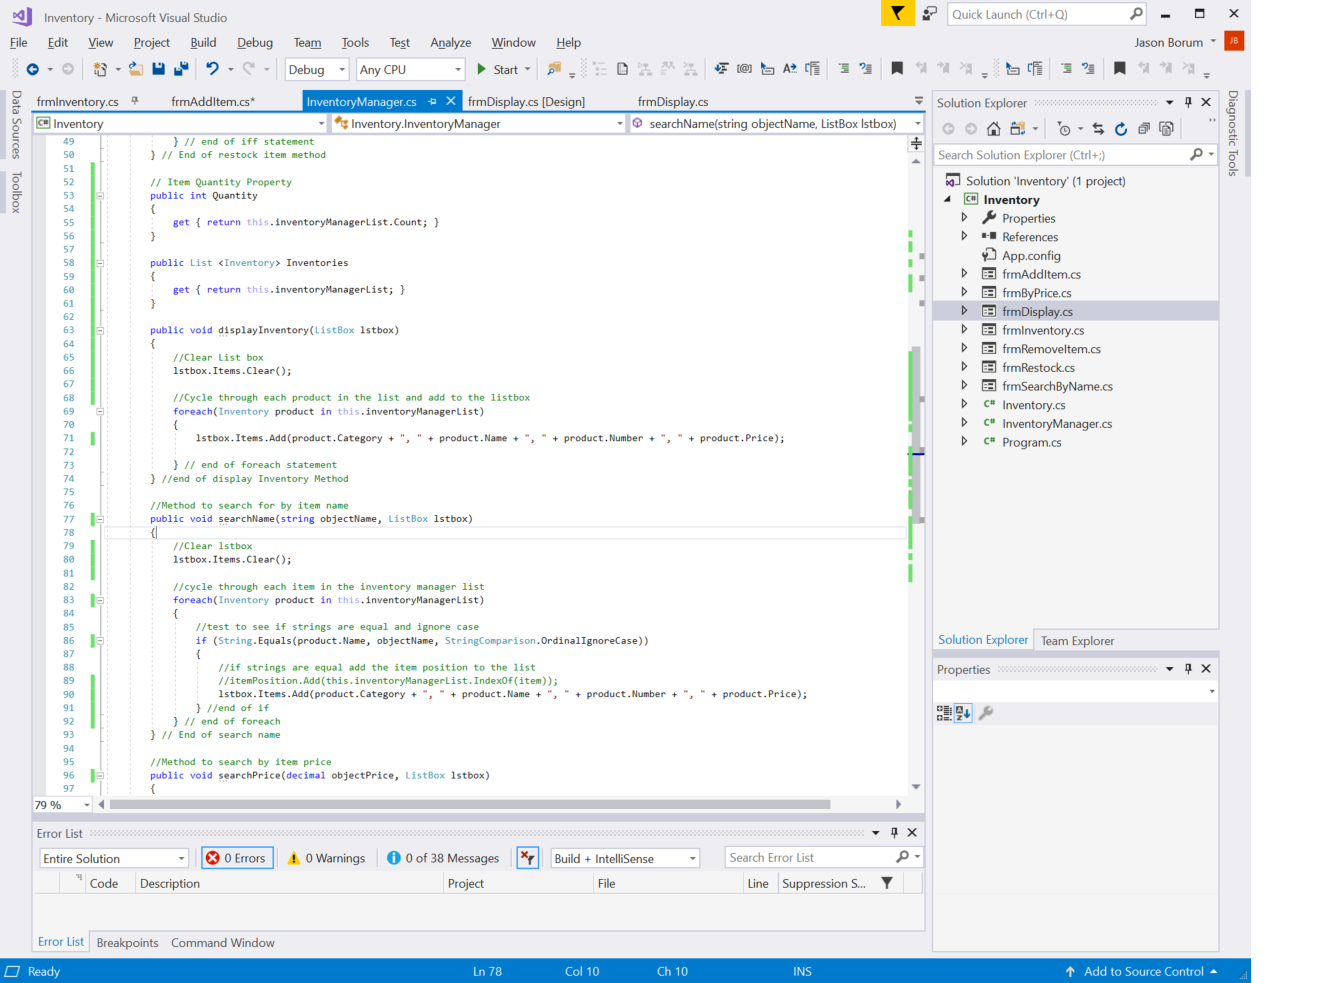 Inventory - Microsoft Visual Studio
Quick Launch (Ctrl+Q)
File Edit View Project Build Debug Team Tools Test Analyze Window Help
Jason Borum JB
Debug Any CPU Start
Data Sources
Toolbox
frmInventory.cs frmAddItem.cs* InventoryManager.cs frmDisplay.cs [Design] frmDisplay.cs
Inventory Inventory.InventoryManager searchName(string objectName, ListBox lstbox)
49 } // end of iff statement
50 } // End of restock item method
51
52 // Item Quantity Property
53 public int Quantity
54 {
55 get { return this.inventoryManagerList.Count; }
56 }
57
58 public List <Inventory> Inventories
59 {
60 get { return this.inventoryManagerList; }
61 }
62
63 public void displayInventory(ListBox lstbox)
64 {
65 //Clear List box
66 lstbox.Items.Clear();
67
68 //Cycle through each product in the list and add to the listbox
69 foreach(Inventory product in this.inventoryManagerList)
70 {
71 lstbox.Items.Add(product.Category + ", " + product.Name + ", " + product.Number + ", " + product.Price);
72
73 } // end of foreach statement
74 } //end of display Inventory Method
75
76 //Method to search for by item name
77 public void searchName(string objectName, ListBox lstbox)
78 {
79 //Clear lstbox
80 lstbox.Items.Clear();
81
82 //cycle through each item in the inventory manager list
83 foreach(Inventory product in this.inventoryManagerList)
84 {
85 //test to see if strings are equal and ignore case
86 if (String.Equals(product.Name, objectName, StringComparison.OrdinalIgnoreCase))
87 {
88 //if strings are equal add the item position to the list
89 //itemPosition.Add(this.inventoryManagerList.IndexOf(item));
90 lstbox.Items.Add(product.Category + ", " + product.Name + ", " + product.Number + ", " + product.Price);
91 } //end of if
92 } // end of foreach
93 } // End of search name
94
95 //Method to search by item price
96 public void searchPrice(decimal objectPrice, ListBox lstbox)
97 {
79 %
Error List
Entire Solution 0 Errors 0 Warnings 0 of 38 Messages Build + IntelliSense Search Error List
Code Description Project File Line Suppression S...
Error List Breakpoints Command Window
Solution Explorer
Search Solution Explorer (Ctrl+;)
Solution 'Inventory' (1 project)
C# Inventory
Properties
References
App.config
frmAddItem.cs
frmByPrice.cs
frmDisplay.cs
frmInventory.cs
frmRemoveItem.cs
frmRestock.cs
frmSearchByName.cs
C# Inventory.cs
C# InventoryManager.cs
C# Program.cs
Solution Explorer Team Explorer
Properties
Diagnostic Tools
Ready Ln 78 Col 10 Ch 10 INS Add to Source Control